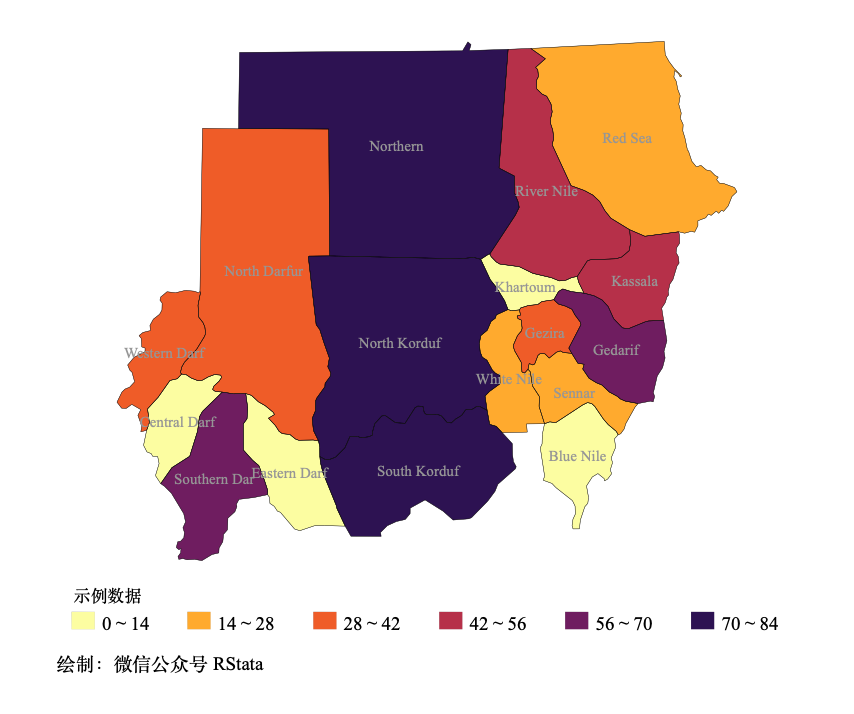 Northern
Red Sea
River Nile
North Darfur
Kassala
Khartoum
Gezira
North Korduf
Gedarif
Western Darf
White Nile
Sennar
Central Darf
Blue Nile
South Korduf
Eastern Darf
Southern Dar
示例数据
0 ~ 14
14 ~ 28
28 ~ 42
42 ~ 56
56 ~ 70
70 ~ 84
绘制：微信公众号 RStata